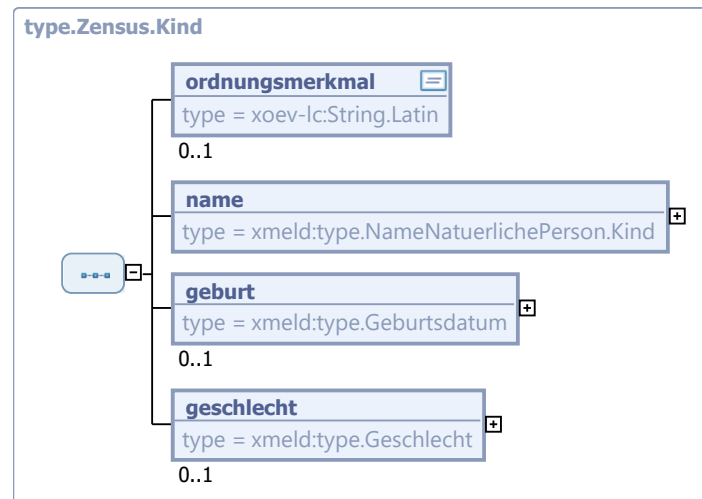 type.Zensus.Kind
ordnungsmerkmal
type = xoev-lc:String.Latin
0..1
name
type = xmeld:type.NameNatuerlichePerson.Kind
geburt
type = xmeld:type.Geburtsdatum
0..1
geschlecht
type = xmeld:type.Geschlecht
0..1